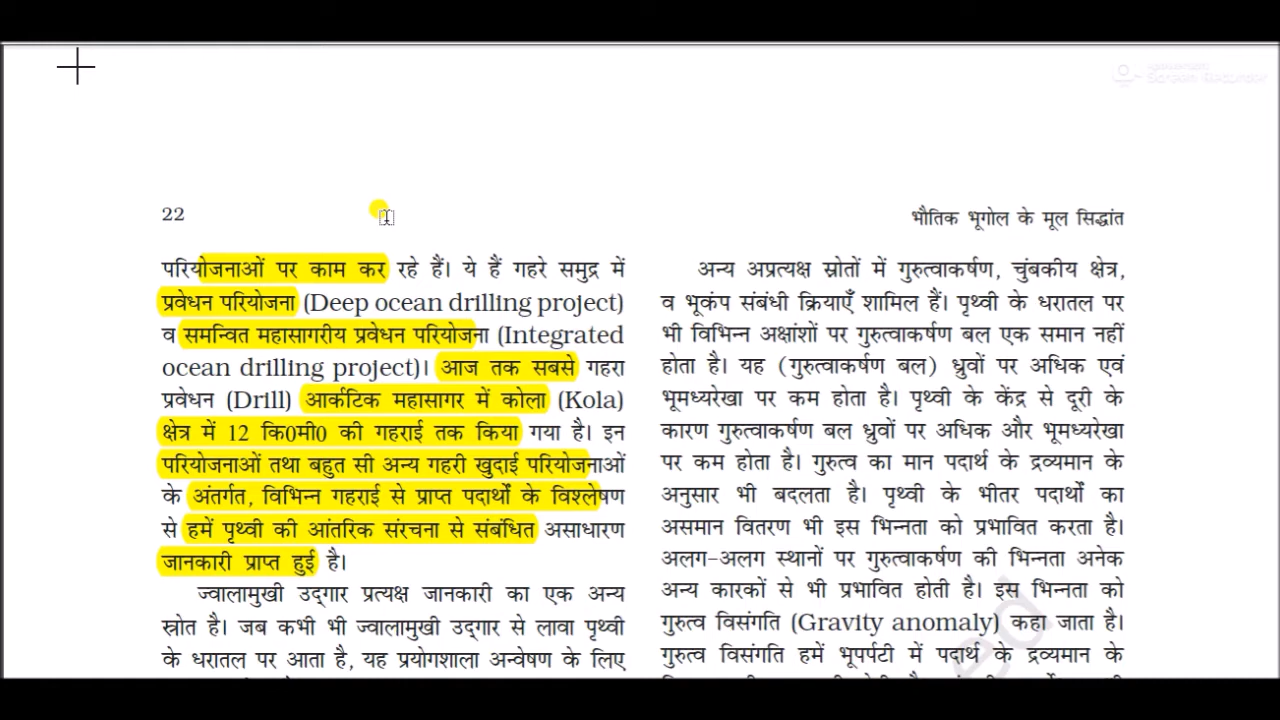 Screen Recorder
22
भौतिक भूगोल के मूल सिद्धांत
परियोजनाओं पर काम कर रहे हैं। ये हैं गहरे समुद्र में
प्रवेधन परियोजना (Deep ocean drilling project)
व समन्वित महासागरीय प्रवेधन परियोजना (Integrated
ocean drilling project)। आज तक सबसे गहरा
प्रवेधन (Drill) आर्कटिक महासागर में कोला (Kola)
क्षेत्र में 12 कि0मी0 की गहराई तक किया गया है। इन
परियोजनाओं तथा बहुत सी अन्य गहरी खुदाई परियोजनाओं
के अंतर्गत, विभिन्न गहराई से प्राप्त पदार्थों के विश्लेषण
से हमें पृथ्वी की आंतरिक संरचना से संबंधित असाधारण
जानकारी प्राप्त हुई है।
ज्वालामुखी उद्गार प्रत्यक्ष जानकारी का एक अन्य
स्रोत है। जब कभी भी ज्वालामुखी उद्गार से लावा पृथ्वी
के धरातल पर आता है, यह प्रयोगशाला अन्वेषण के लिए
अन्य अप्रत्यक्ष स्रोतों में गुरुत्वाकर्षण, चुंबकीय क्षेत्र,
व भूकंप संबंधी क्रियाएँ शामिल हैं। पृथ्वी के धरातल पर
भी विभिन्न अक्षांशों पर गुरुत्वाकर्षण बल एक समान नहीं
होता है। यह (गुरुत्वाकर्षण बल) ध्रुवों पर अधिक एवं
भूमध्यरेखा पर कम होता है। पृथ्वी के केंद्र से दूरी के
कारण गुरुत्वाकर्षण बल ध्रुवों पर अधिक और भूमध्यरेखा
पर कम होता है। गुरुत्व का मान पदार्थ के द्रव्यमान के
अनुसार भी बदलता है। पृथ्वी के भीतर पदार्थों का
असमान वितरण भी इस भिन्नता को प्रभावित करता है।
अलग-अलग स्थानों पर गुरुत्वाकर्षण की भिन्नता अनेक
अन्य कारकों से भी प्रभावित होती है। इस भिन्नता को
गुरुत्व विसंगति (Gravity anomaly) कहा जाता है।
गुरुत्व विसंगति हमें भूपर्पटी में पदार्थ के द्रव्यमान के